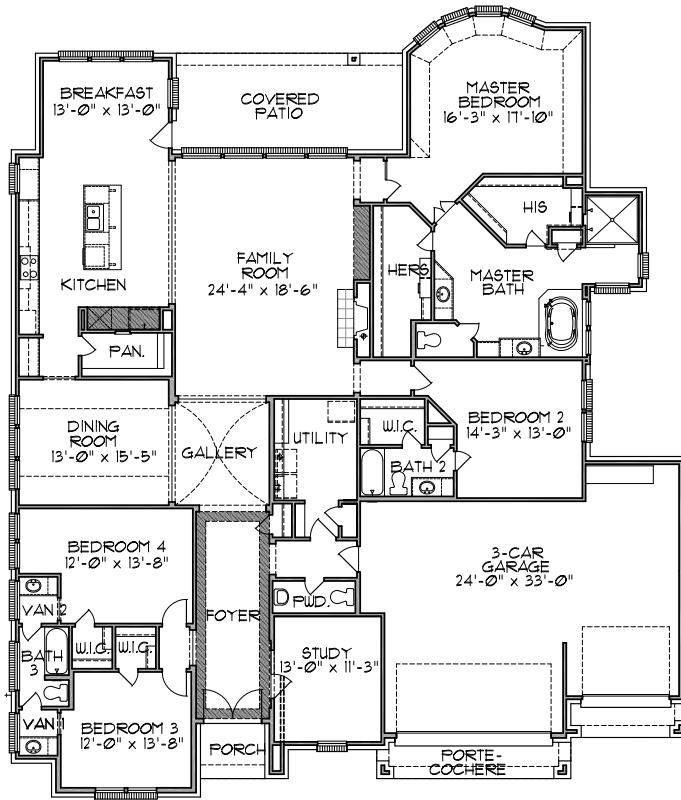 BREAKFAST
13'-0" x 13'-0"
COVERED
PATIO
MASTER
BEDROOM
16'-3" x 17'-10"
HIS
FAMILY
ROOM
24'-4" x 18'-6"
HERS
MASTER
BATH
KITCHEN
PAN.
DINING
ROOM
13'-0" x 15'-5"
GALLERY
UTILITY
W.I.C.
BEDROOM 2
14'-3" x 13'-0"
BATH 2
BEDROOM 4
12'-0" x 13'-8"
3-CAR
GARAGE
24'-0" x 33'-0"
VAN 2
FOYER
PWD.
W.I.C.
W.I.C.
BATH
3
STUDY
13'-0" x 11'-3"
VAN 1
BEDROOM 3
12'-0" x 13'-8"
PORCH
PORTE-
COCHERE